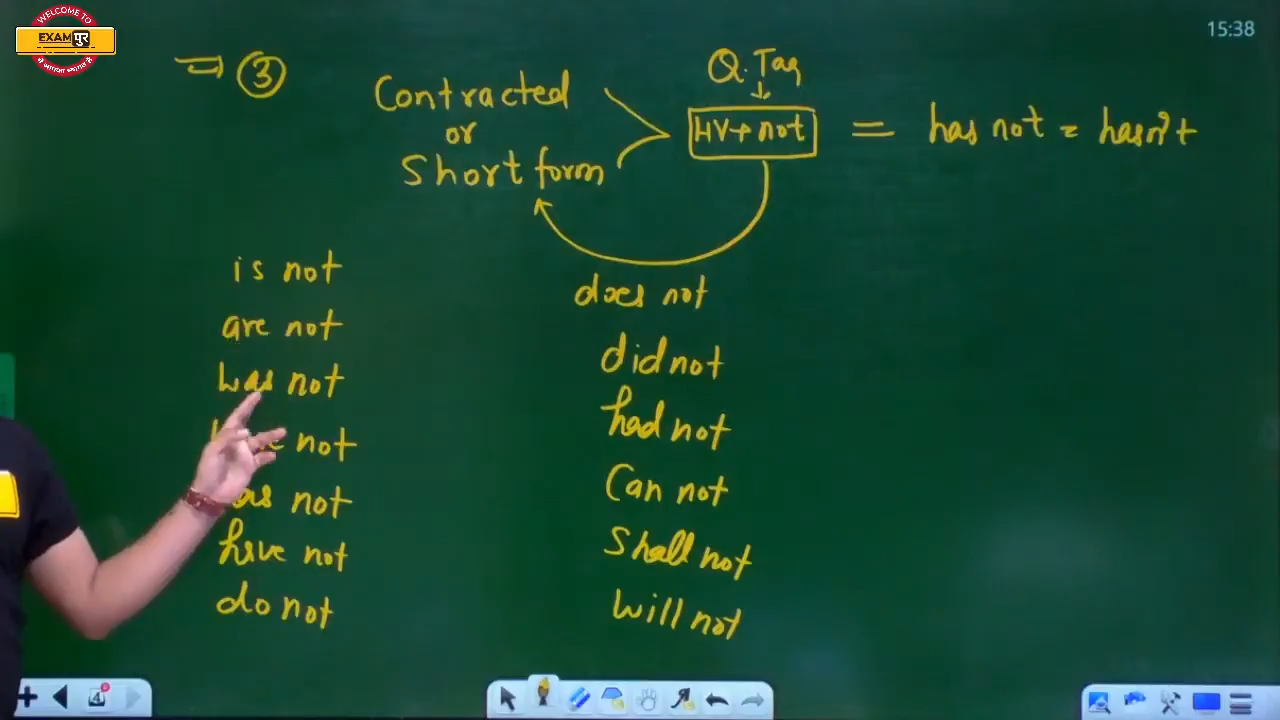 WELCOME TO
EXAM पुर
15:38
⇒ ③
Contracted
or
Short form
Q. Tag
HV + not = has not = hasn't
is not
are not
was not
not
as not
have not
do not
does not
did not
had not
Can not
Shall not
Will not
4